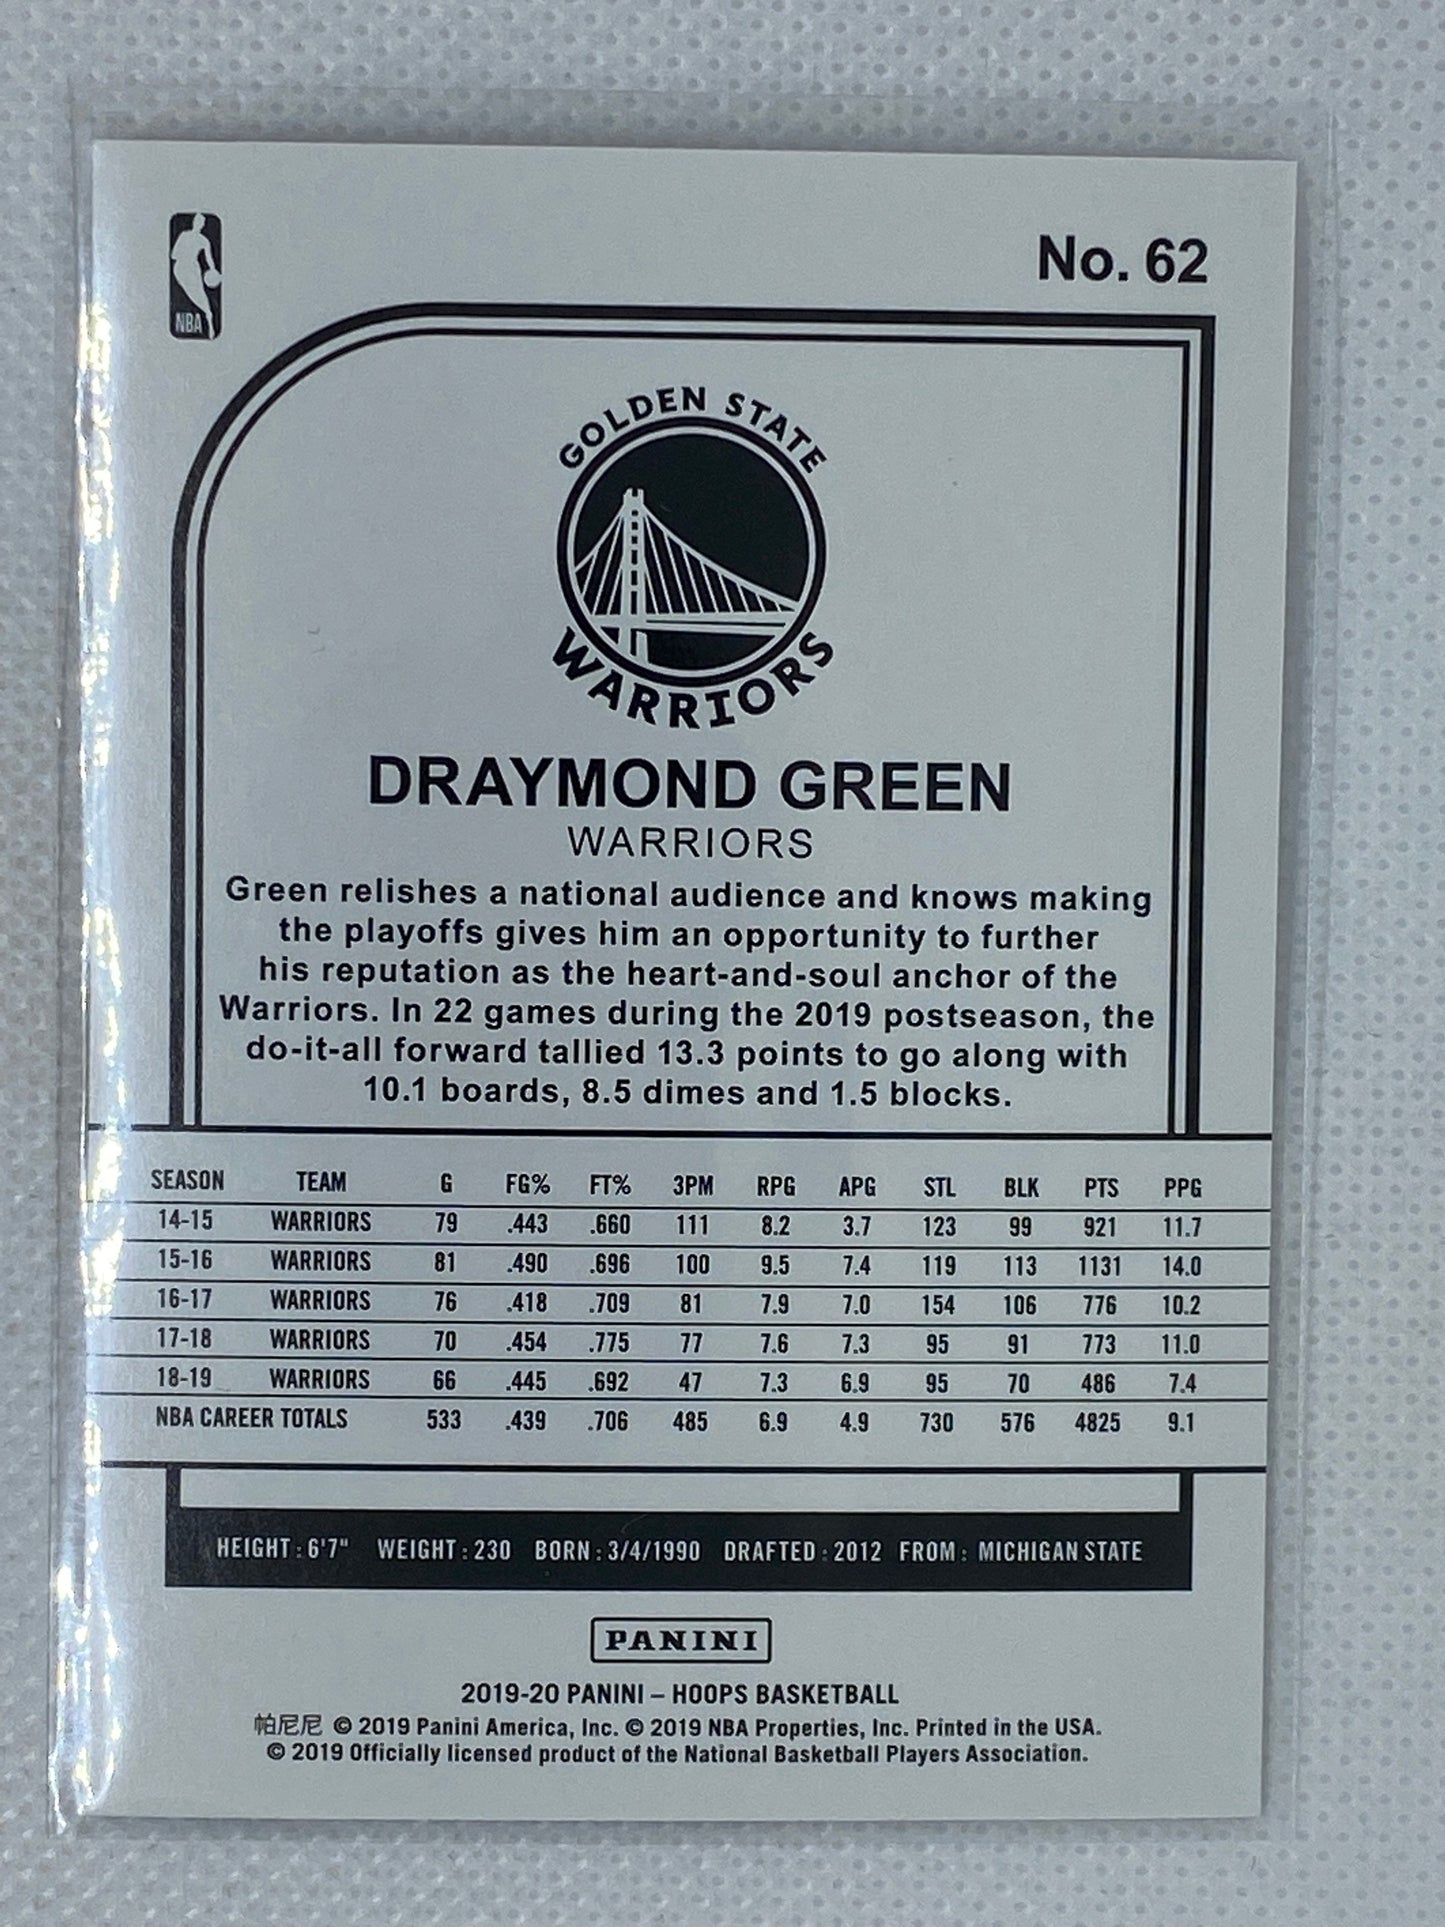 NBA
No. 62
GOLDEN STATE
WARRIORS
DRAYMOND GREEN
WARRIORS
Green relishes a national audience and knows making
the playoffs gives him an opportunity to further
his reputation as the heart-and-soul anchor of the
Warriors. In 22 games during the 2019 postseason, the
do-it-all forward tallied 13.3 points to go along with
10.1 boards, 8.5 dimes and 1.5 blocks.
SEASON TEAM G FG% FT% 3PM RPG APG STL BLK PTS PPG
14-15 WARRIORS 79 .443 .660 111 8.2 3.7 123 99 921 11.7
15-16 WARRIORS 81 .490 .696 100 9.5 7.4 119 113 1131 14.0
16-17 WARRIORS 76 .418 .709 81 7.9 7.0 154 106 776 10.2
17-18 WARRIORS 70 .454 .775 77 7.6 7.3 95 91 773 11.0
18-19 WARRIORS 66 .445 .692 47 7.3 6.9 95 70 486 7.4
NBA CAREER TOTALS 533 .439 .706 485 6.9 4.9 730 576 4825 9.1
HEIGHT : 6'7" WEIGHT : 230 BORN : 3/4/1990 DRAFTED : 2012 FROM : MICHIGAN STATE
PANINI
2019-20 PANINI – HOOPS BASKETBALL
帕尼尼 © 2019 Panini America, Inc. © 2019 NBA Properties, Inc. Printed in the USA.
© 2019 Officially licensed product of the National Basketball Players Association.